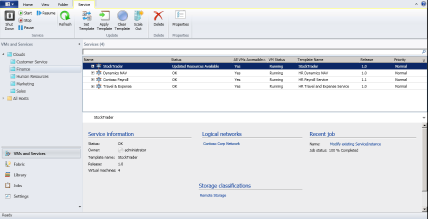 Home View Folder Service
Shut Down
Start
Resume
Stop
Pause
Refresh
Set Template
Apply Template
Clear Template
Scale Out
Delete
Properties
Service
Update
Delete
Properties
VMs and Services
Clouds
Customer Service
Finance
Human Resources
Marketing
Sales
All Hosts
VMs and Services
Fabric
Library
Jobs
Settings
Services (4)
Name Status All VMs Accessible VM Status Template Name Release Priority
StockTrader Updated Resources Available Yes Running StockTrader 1.0 Normal
Dynamics NAV OK Yes Running HR Dynamics NAV 1.0 Normal
Contoso Payroll OK Yes Running HR Payroll Service 1.1 Normal
Travel & Expense OK Yes Running HR Travel and Expense Service 1.0 Normal
StockTrader
Service information
Status: OK
Owner: administrator
Template name: StockTrader
Release: 1.0
Virtual machines: 4
Logical networks
Contoso Corp Network
Storage classifications
Remote Storage
Recent job
Name: Modify existing ServiceInstance
Job status: 100 % Completed
Ready